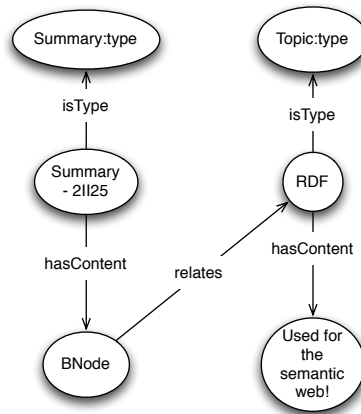 Summary:type
Topic:type
isType
isType
Summary
- 2II25
RDF
hasContent
hasContent
relates
BNode
Used for
the
semantic
web!